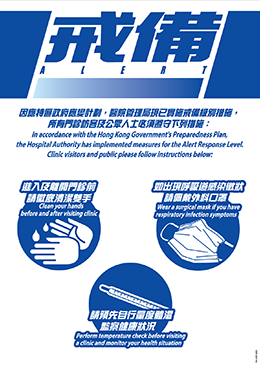 戒備
ALERT
因應特區政府應變計劃，醫院管理局現已實施戒備級別措施，
所有門診訪客及公眾人士必須遵守下列指施：
In accordance with the Hong Kong Government's Preparedness Plan,
the Hospital Authority has implemented measures for the Alert Response Level.
Clinic visitors and public please follow instructions below:
進入及離開門診前
請徹底清潔雙手
Clean your hands
before and after visiting clinic
如出現呼吸道感染徵狀
請佩戴外科口罩
Wear a surgical mask if you have
respiratory infection symptoms
請預先自行量度體溫
監察健康狀況
Perform temperature check before visiting
a clinic and monitor your health situation